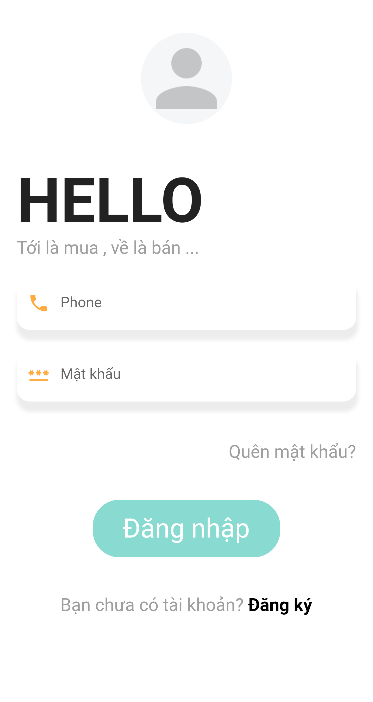 HELLO
Tới là mua , về là bán ...
Phone
Mật khẩu
Quên mật khẩu?
Đăng nhập
Bạn chưa có tài khoản? Đăng ký